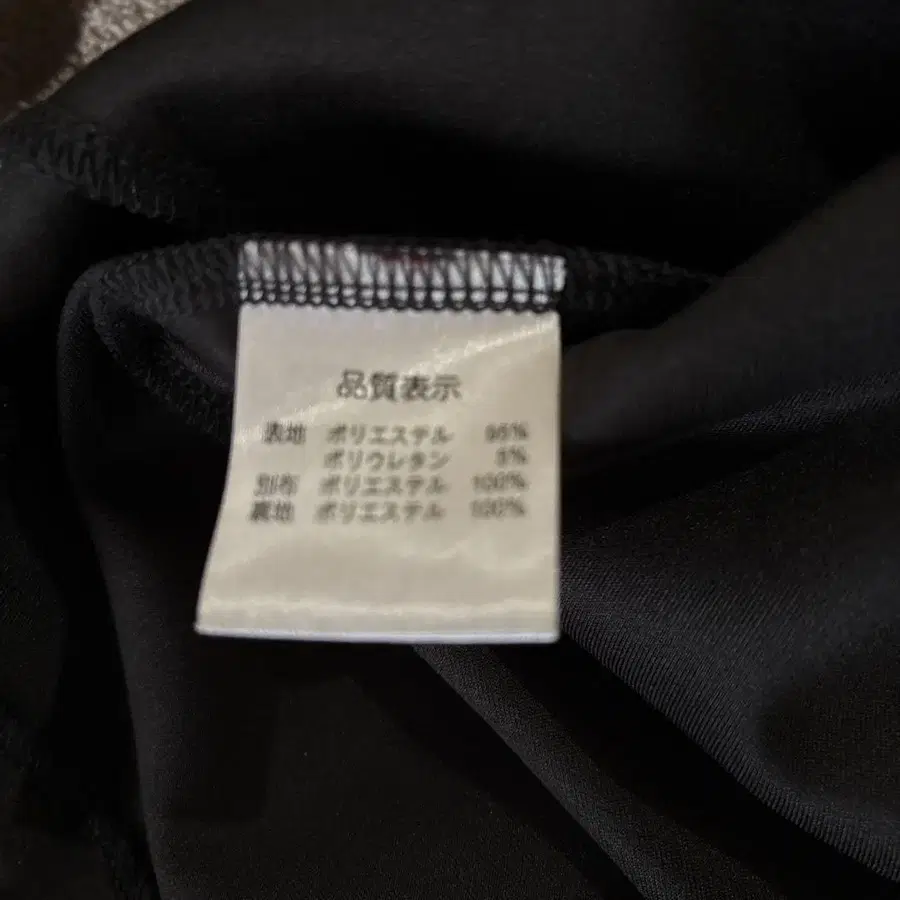 品質表示
表地 ポリエステル 95%
ポリウレタン 5%
別布 ポリエステル 100%
裏地 ポリエステル 100%